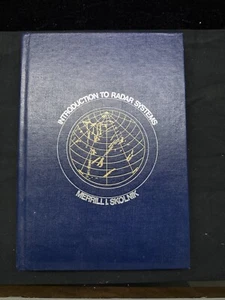 INTRODUCTION TO RADAR SYSTEMS
MERRILL I. SKOLNIK